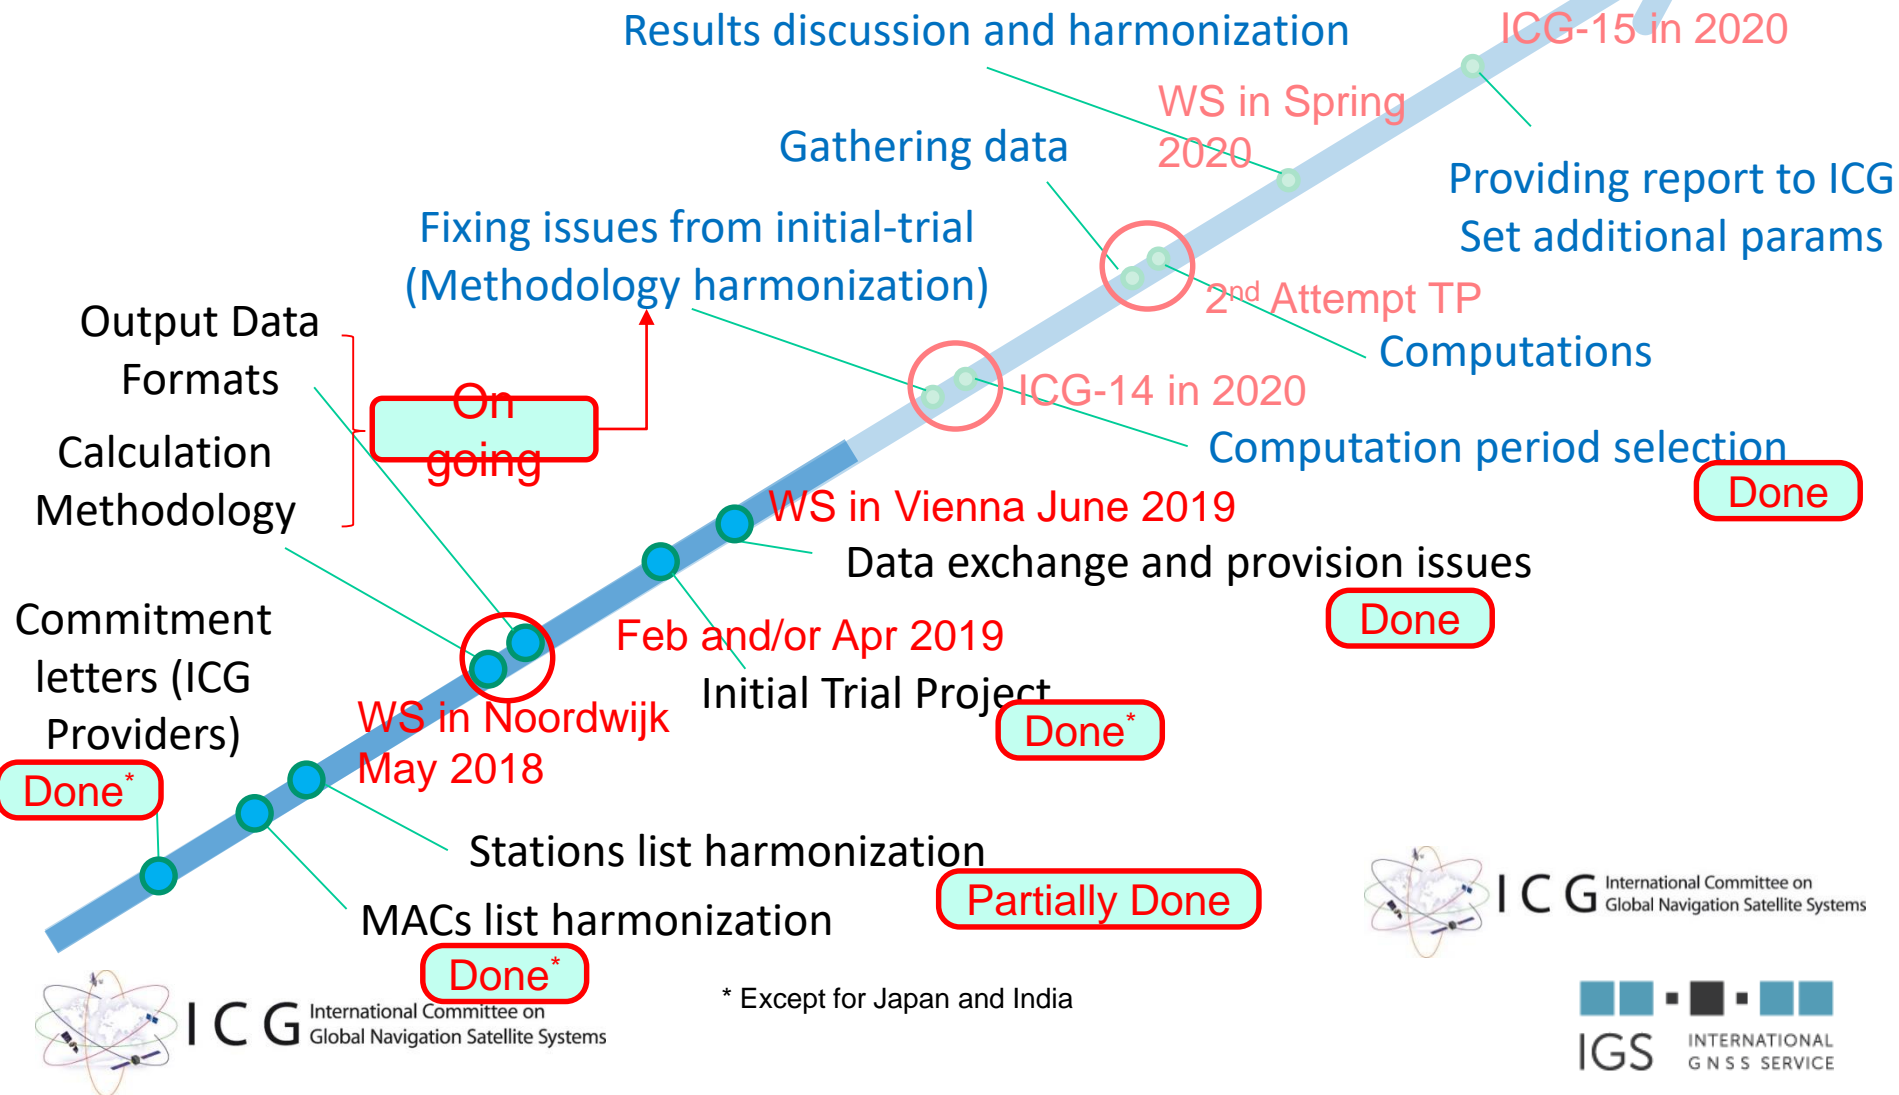 Results discussion and harmonization
ICG-15 in 2020
WS in Spring
2020
Gathering data
Providing report to ICG
Set additional params
Fixing issues from initial-trial
(Methodology harmonization)
2nd Attempt TP
Computations
Output Data
Formats
On
going
ICG-14 in 2020
Calculation
Methodology
Computation period selection
Done
WS in Vienna June 2019
Data exchange and provision issues
Done
Commitment
letters (ICG
Providers)
Done*
Feb and/or Apr 2019
Initial Trial Project
Done*
WS in Noordwijk
May 2018
Stations list harmonization
Partially Done
MACs list harmonization
Done*
* Except for Japan and India
ICG International Committee on
Global Navigation Satellite Systems
ICG International Committee on
Global Navigation Satellite Systems
IGS INTERNATIONAL
GNSS SERVICE